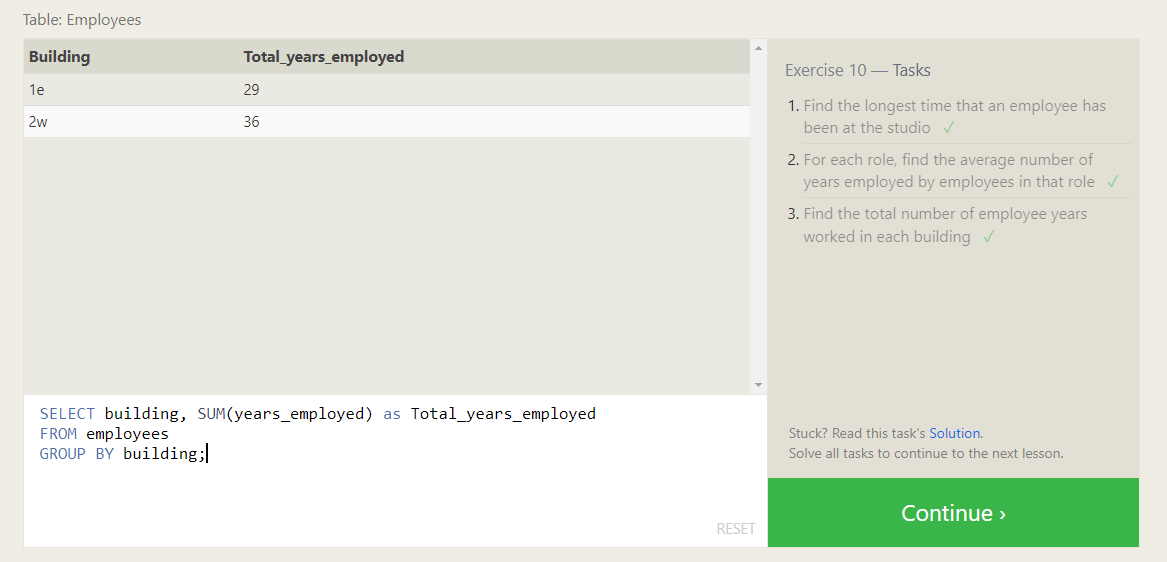 Table: Employees
Building Total_years_employed
1e 29
2w 36
SELECT building, SUM(years_employed) as Total_years_employed
FROM employees
GROUP BY building;
RESET
Exercise 10 — Tasks
1. Find the longest time that an employee has
been at the studio ✓
2. For each role, find the average number of
years employed by employees in that role ✓
3. Find the total number of employee years
worked in each building ✓
Stuck? Read this task's Solution.
Solve all tasks to continue to the next lesson.
Continue ›